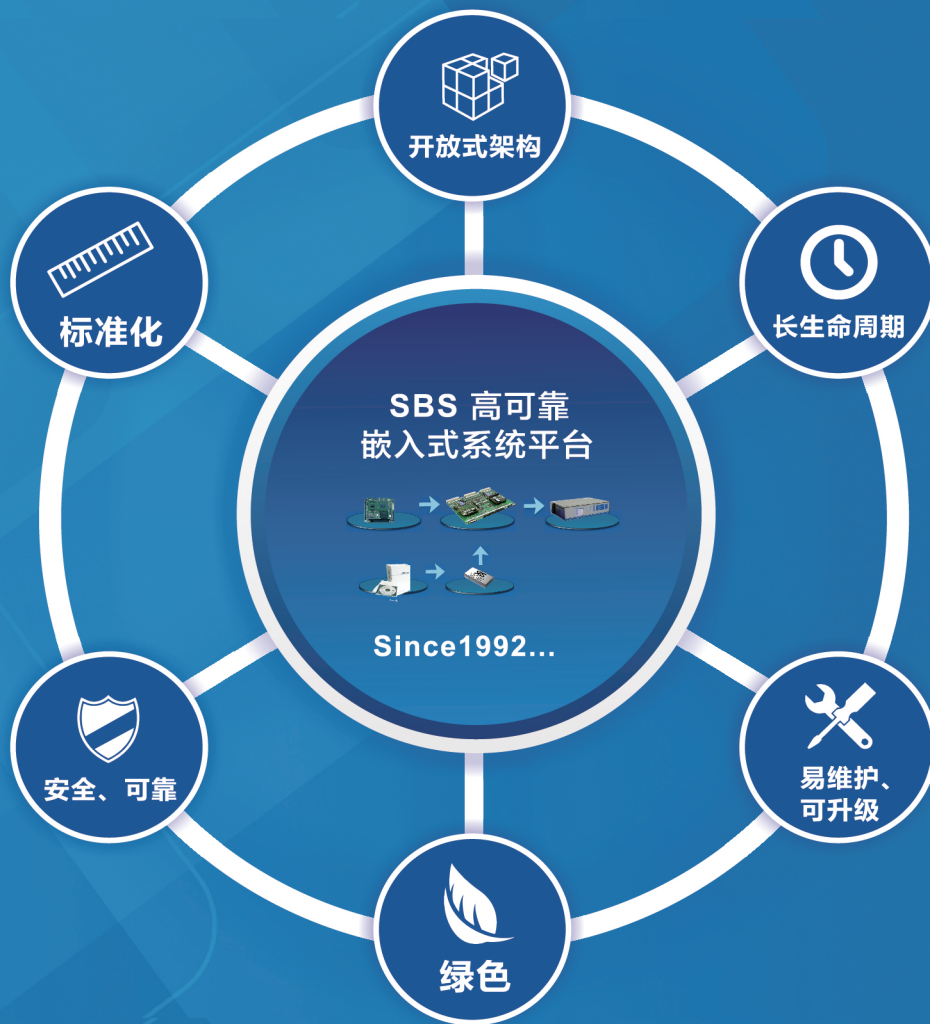 开放式架构
标准化
长生命周期
SBS 高可靠
嵌入式系统平台
Since1992...
安全、可靠
易维护、
可升级
绿色